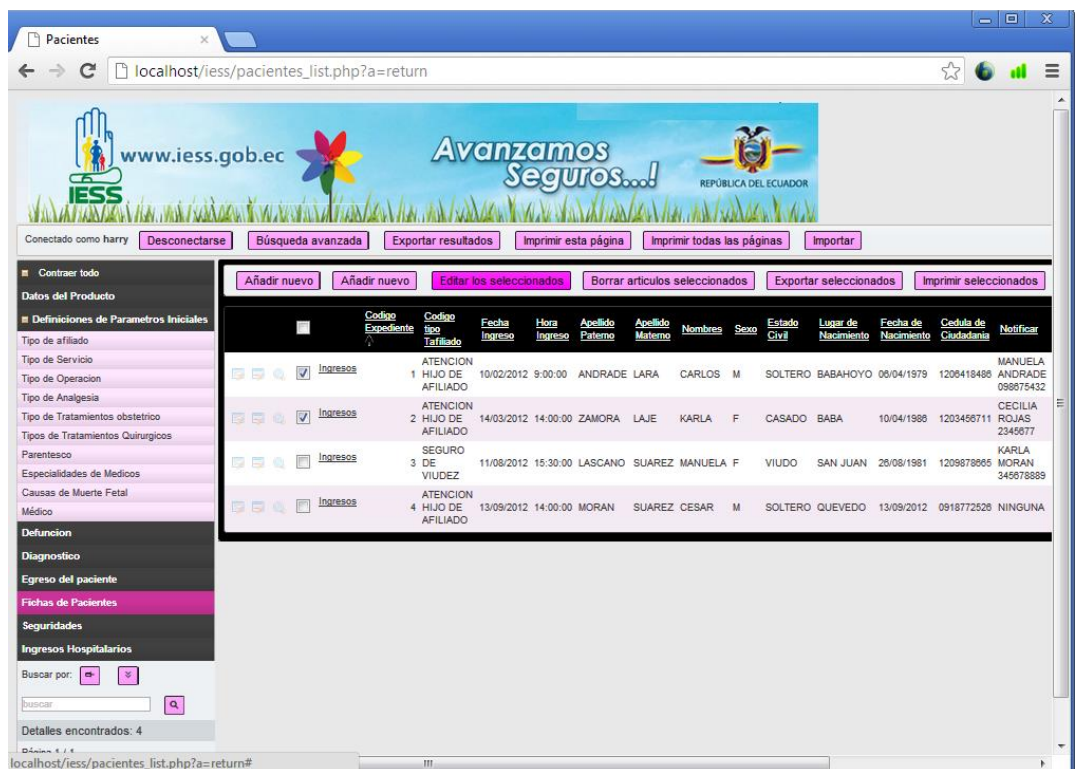 Pacientes
localhost/iess/pacientes_list.php?a=return
www.iess.gob.ec
IESS
Avanzamos
Seguros...!
REPÚBLICA DEL ECUADOR
Conectado como harry Desconectarse Búsqueda avanzada Exportar resultados Imprimir esta página Imprimir todas las páginas Importar
Contraer todo
Datos del Producto
Definiciones de Parametros Iniciales
Tipo de afiliado
Tipo de Servicio
Tipo de Operacion
Tipo de Analgesia
Tipo de Tratamientos obstetrico
Tipos de Tratamientos Quirurgicos
Parentesco
Especialidades de Medicos
Causas de Muerte Fetal
Médico
Defuncion
Diagnostico
Egreso del paciente
Fichas de Pacientes
Seguridades
Ingresos Hospitalarios
Buscar por:
buscar
Detalles encontrados: 4
Página 1 / 1
Añadir nuevo Añadir nuevo Editar los seleccionados Borrar articulos seleccionados Exportar seleccionados Imprimir seleccionados
Codigo Expediente Codigo tipo Tafiliado Fecha Ingreso Hora Ingreso Apellido Paterno Apellido Materno Nombres Sexo Estado Civil Lugar de Nacimiento Fecha de Nacimiento Cedula de Ciudadania Notificar
Ingresos 1 ATENCION HIJO DE AFILIADO 10/02/2012 9:00:00 ANDRADE LARA CARLOS M SOLTERO BABAHOYO 06/04/1979 1206418486 MANUELA ANDRADE 098675432
Ingresos 2 ATENCION HIJO DE AFILIADO 14/03/2012 14:00:00 ZAMORA LAJE KARLA F CASADO BABA 10/04/1986 1203456711 CECILIA ROJAS 2345677
Ingresos 3 SEGURO DE VIUDEZ 11/08/2012 15:30:00 LASCANO SUAREZ MANUELA F VIUDO SAN JUAN 26/08/1981 1209878665 KARLA MORAN 345678889
Ingresos 4 ATENCION HIJO DE AFILIADO 13/09/2012 14:00:00 MORAN SUAREZ CESAR M SOLTERO QUEVEDO 13/09/2012 0918772526 NINGUNA
localhost/iess/pacientes_list.php?a=return#